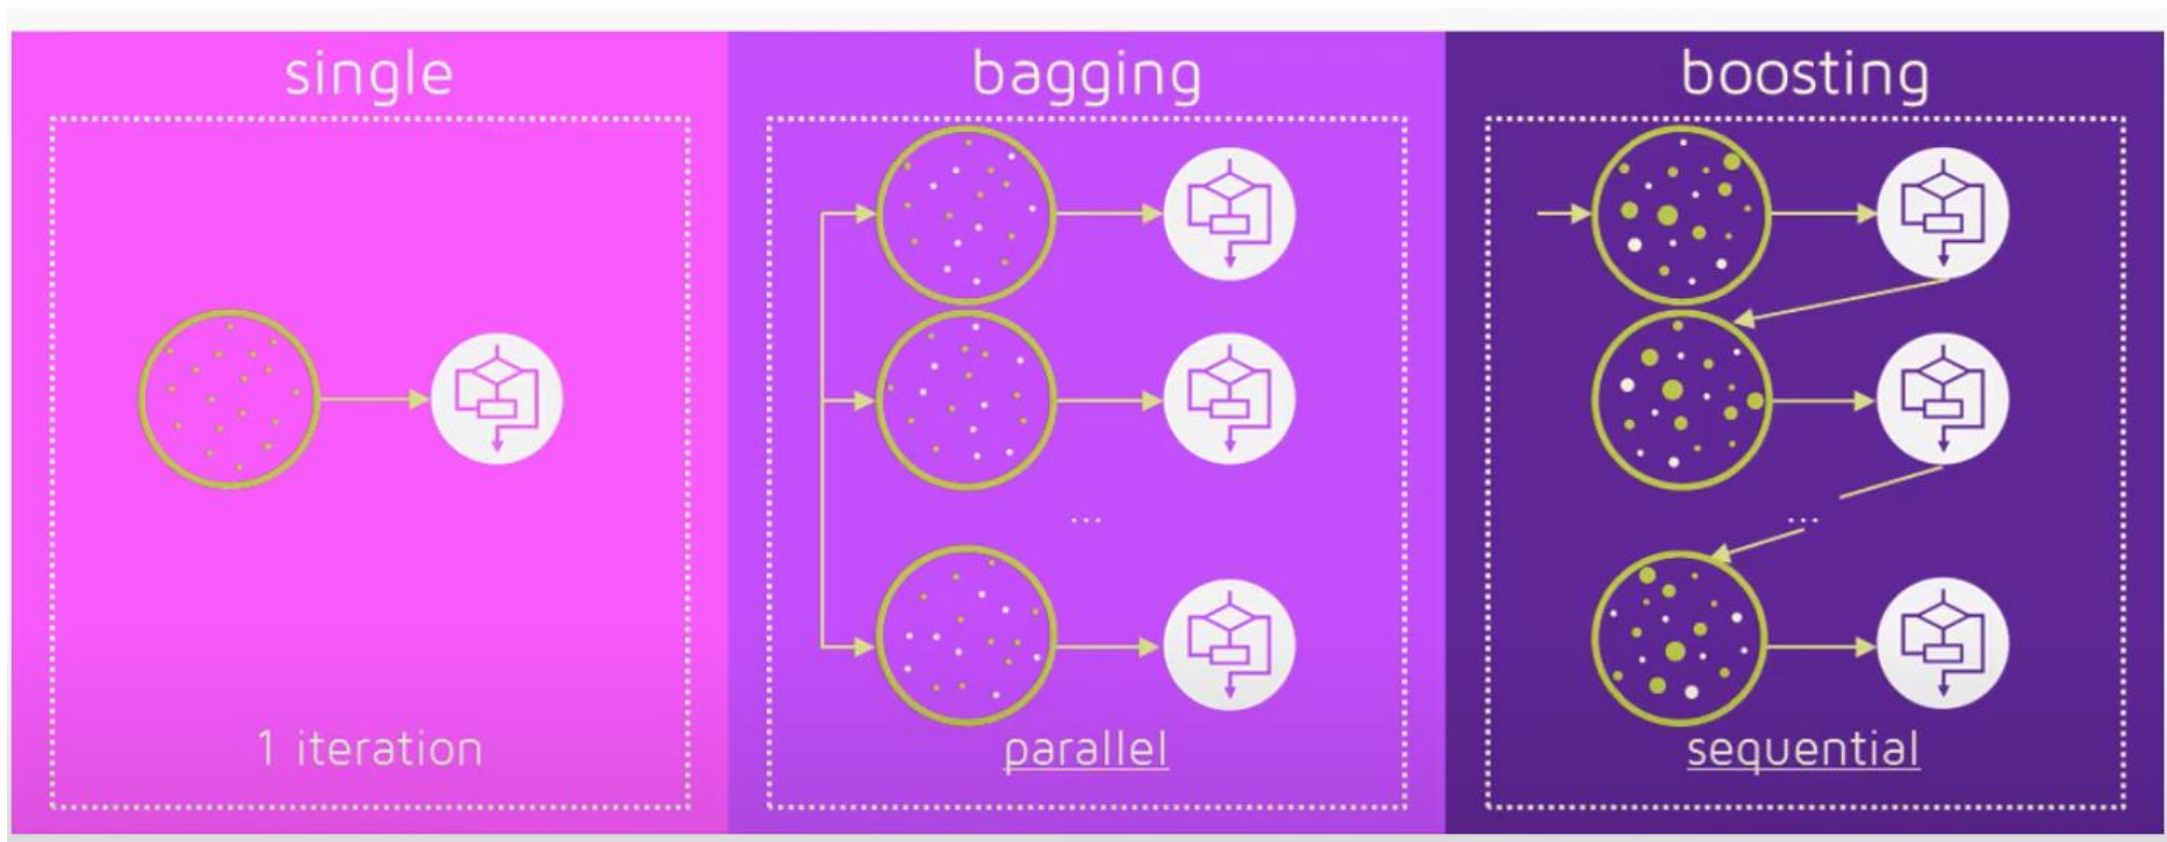 single
1 iteration
bagging
...
parallel
boosting
...
sequential